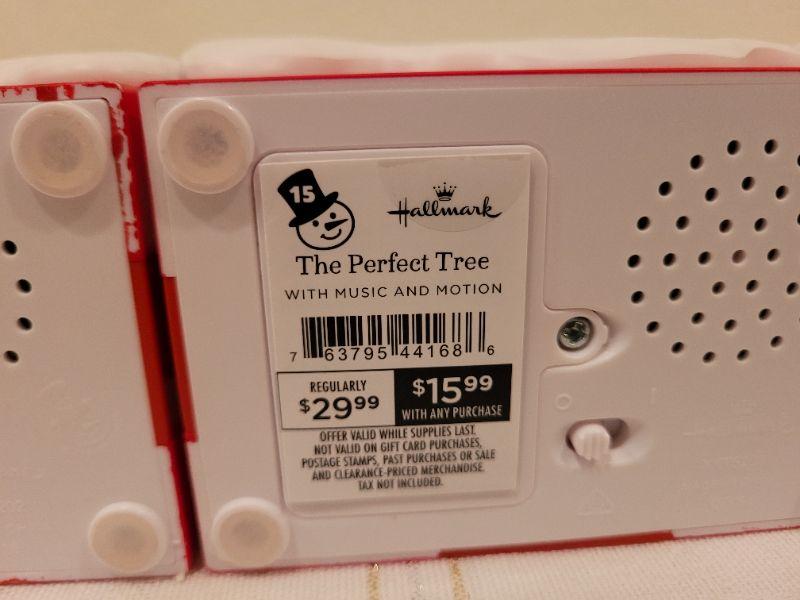 15
Hallmark
The Perfect Tree
WITH MUSIC AND MOTION
7 63795 44168 6
REGULARLY
$29.99
$15.99
WITH ANY PURCHASE
OFFER VALID WHILE SUPPLIES LAST.
NOT VALID ON GIFT CARD PURCHASES,
POSTAGE STAMPS, PAST PURCHASES OR SALE
AND CLEARANCE-PRICED MERCHANDISE.
TAX NOT INCLUDED.
O
I